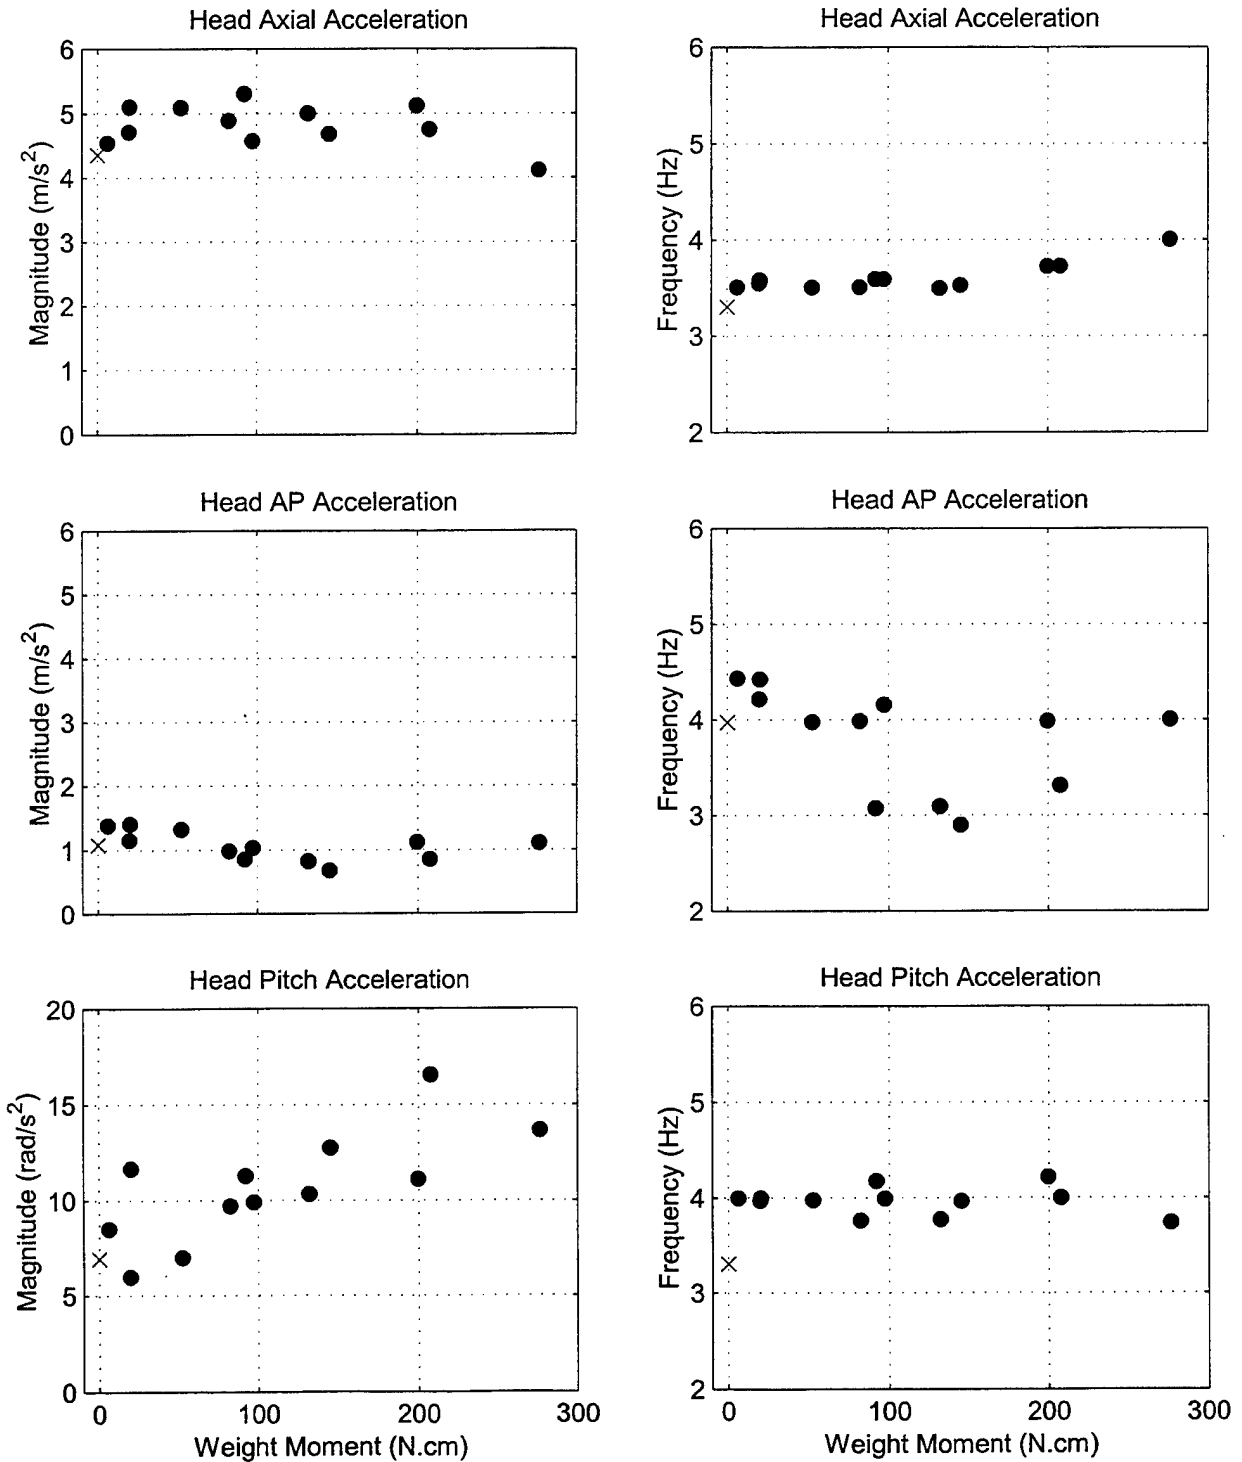 Head Axial Acceleration
Magnitude (m/s2)
6
5
4
3
2
1
0
Head Axial Acceleration
Frequency (Hz)
6
5
4
3
2
Head AP Acceleration
Magnitude (m/s2)
6
5
4
3
2
1
0
Head AP Acceleration
Frequency (Hz)
6
5
4
3
2
Head Pitch Acceleration
Magnitude (rad/s2)
20
15
10
5
0
0 100 200 300
Weight Moment (N.cm)
Head Pitch Acceleration
Frequency (Hz)
6
5
4
3
2
0 100 200 300
Weight Moment (N.cm)